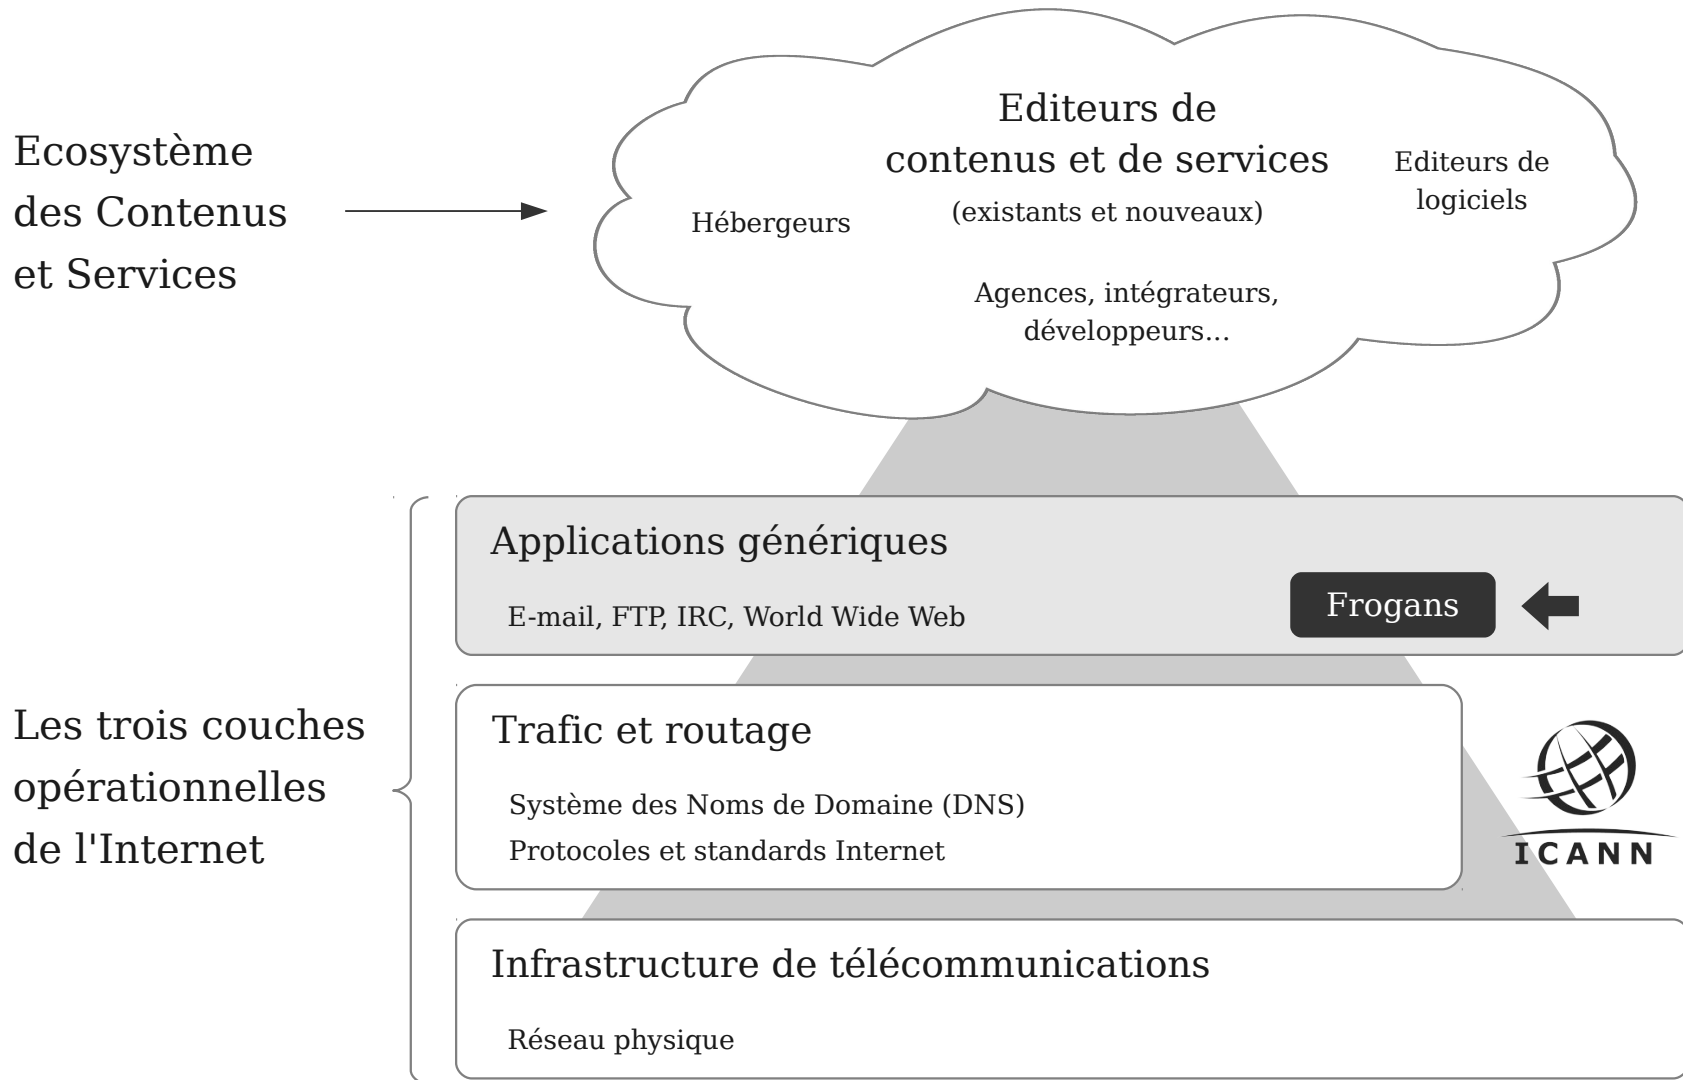 Ecosystème
des Contenus
et Services
Editeurs de
contenus et de services
(existants et nouveaux)
Hébergeurs
Editeurs de
logiciels
Agences, intégrateurs,
développeurs...
Les trois couches
opérationnelles
de l'Internet
Applications génériques
E-mail, FTP, IRC, World Wide Web
Frogans
Trafic et routage
Système des Noms de Domaine (DNS)
Protocoles et standards Internet
ICANN
Infrastructure de télécommunications
Réseau physique